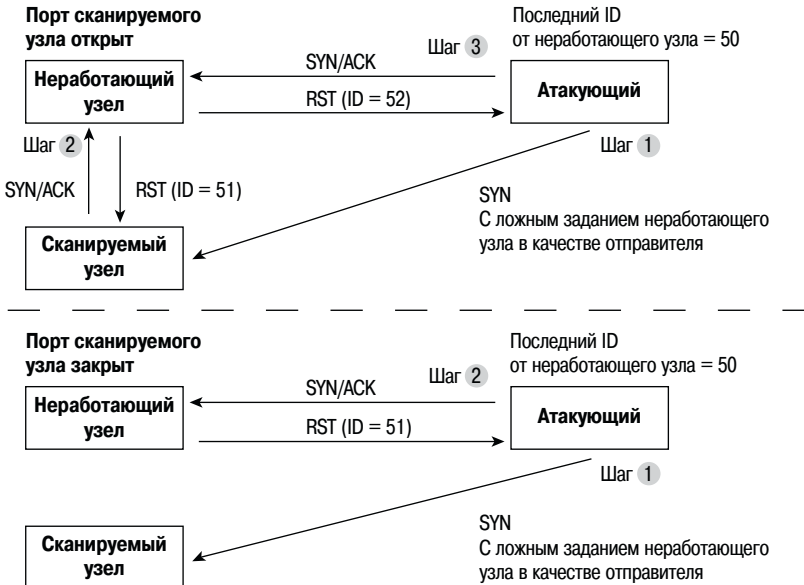 Порт сканируемого
узла открыт
Последний ID
от неработающего узла = 50
Шаг 3
SYN/ACK
Неработающий
узел
Атакующий
RST (ID = 52)
Шаг 2
Шаг 1
SYN/ACK
RST (ID = 51)
SYN
С ложным заданием неработающего
узла в качестве отправителя
Сканируемый
узел
Порт сканируемого
узла закрыт
Последний ID
от неработающего узла = 50
Шаг 2
SYN/ACK
Неработающий
узел
Атакующий
RST (ID = 51)
Шаг 1
SYN
С ложным заданием неработающего
узла в качестве отправителя
Сканируемый
узел